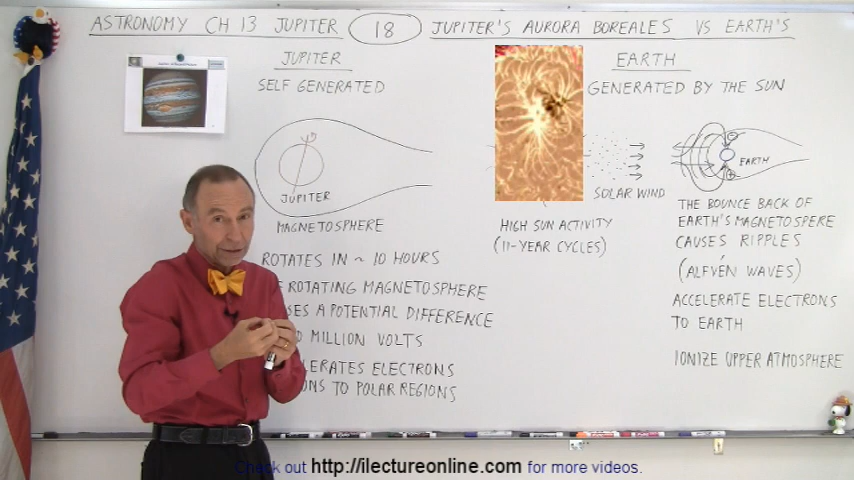 ASTRONOMY CH 13 JUPITER 18 JUPITER'S AURORA BOREALES VS EARTH'S
JUPITER
SELF GENERATED
JUPITER
MAGNETOSPHERE
ROTATES IN ~ 10 HOURS
ROTATING MAGNETOSPHERE
A POTENTIAL DIFFERENCE
MILLION VOLTS
ELECTRONS
TO POLAR REGIONS
EARTH
GENERATED BY THE SUN
SOLAR WIND
EARTH
HIGH SUN ACTIVITY
(11-YEAR CYCLES)
THE BOUNCE BACK OF
EARTH'S MAGNETOSPERE
CAUSES RIPPLES
(ALFVÉN WAVES)
ACCELERATE ELECTRONS
TO EARTH
IONIZE UPPER ATMOSPHERE
Check out http://ilectureonline.com for more videos.